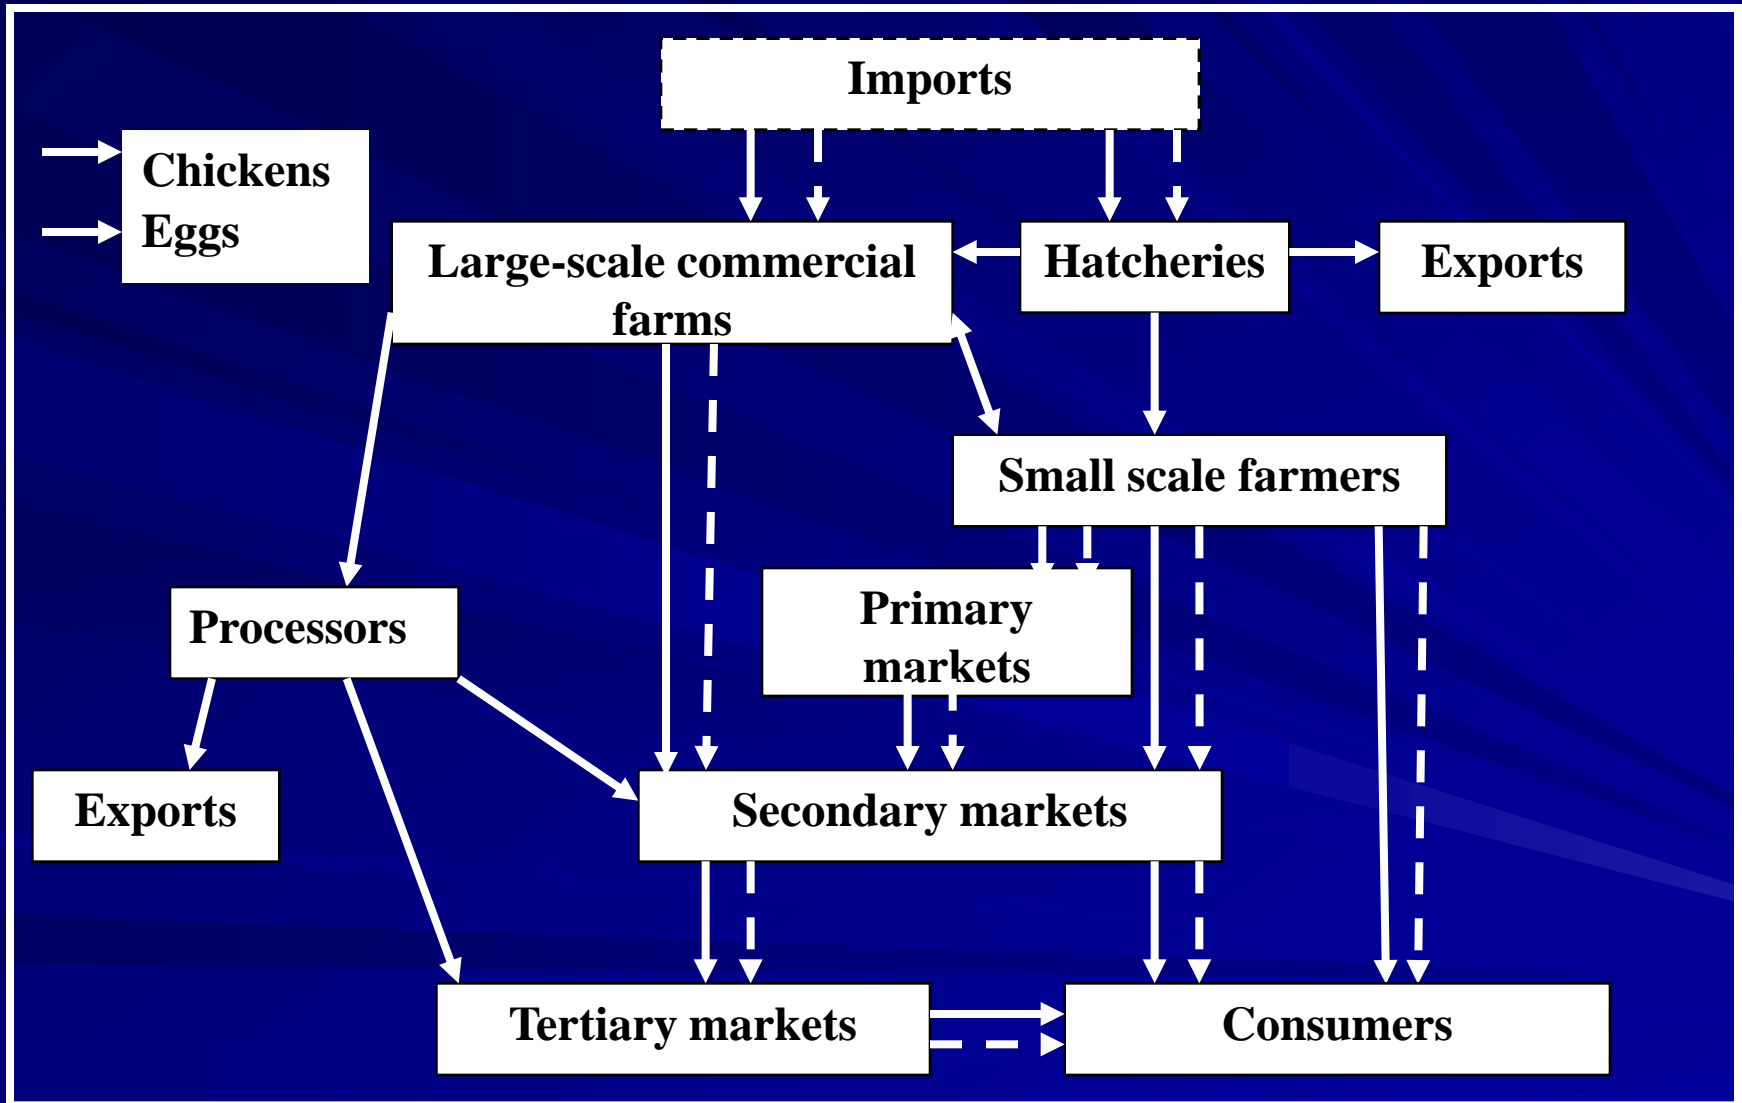 Imports
Chickens
Eggs
Large-scale commercial
farms
Hatcheries
Exports
Small scale farmers
Primary
markets
Processors
Exports
Secondary markets
Tertiary markets
Consumers